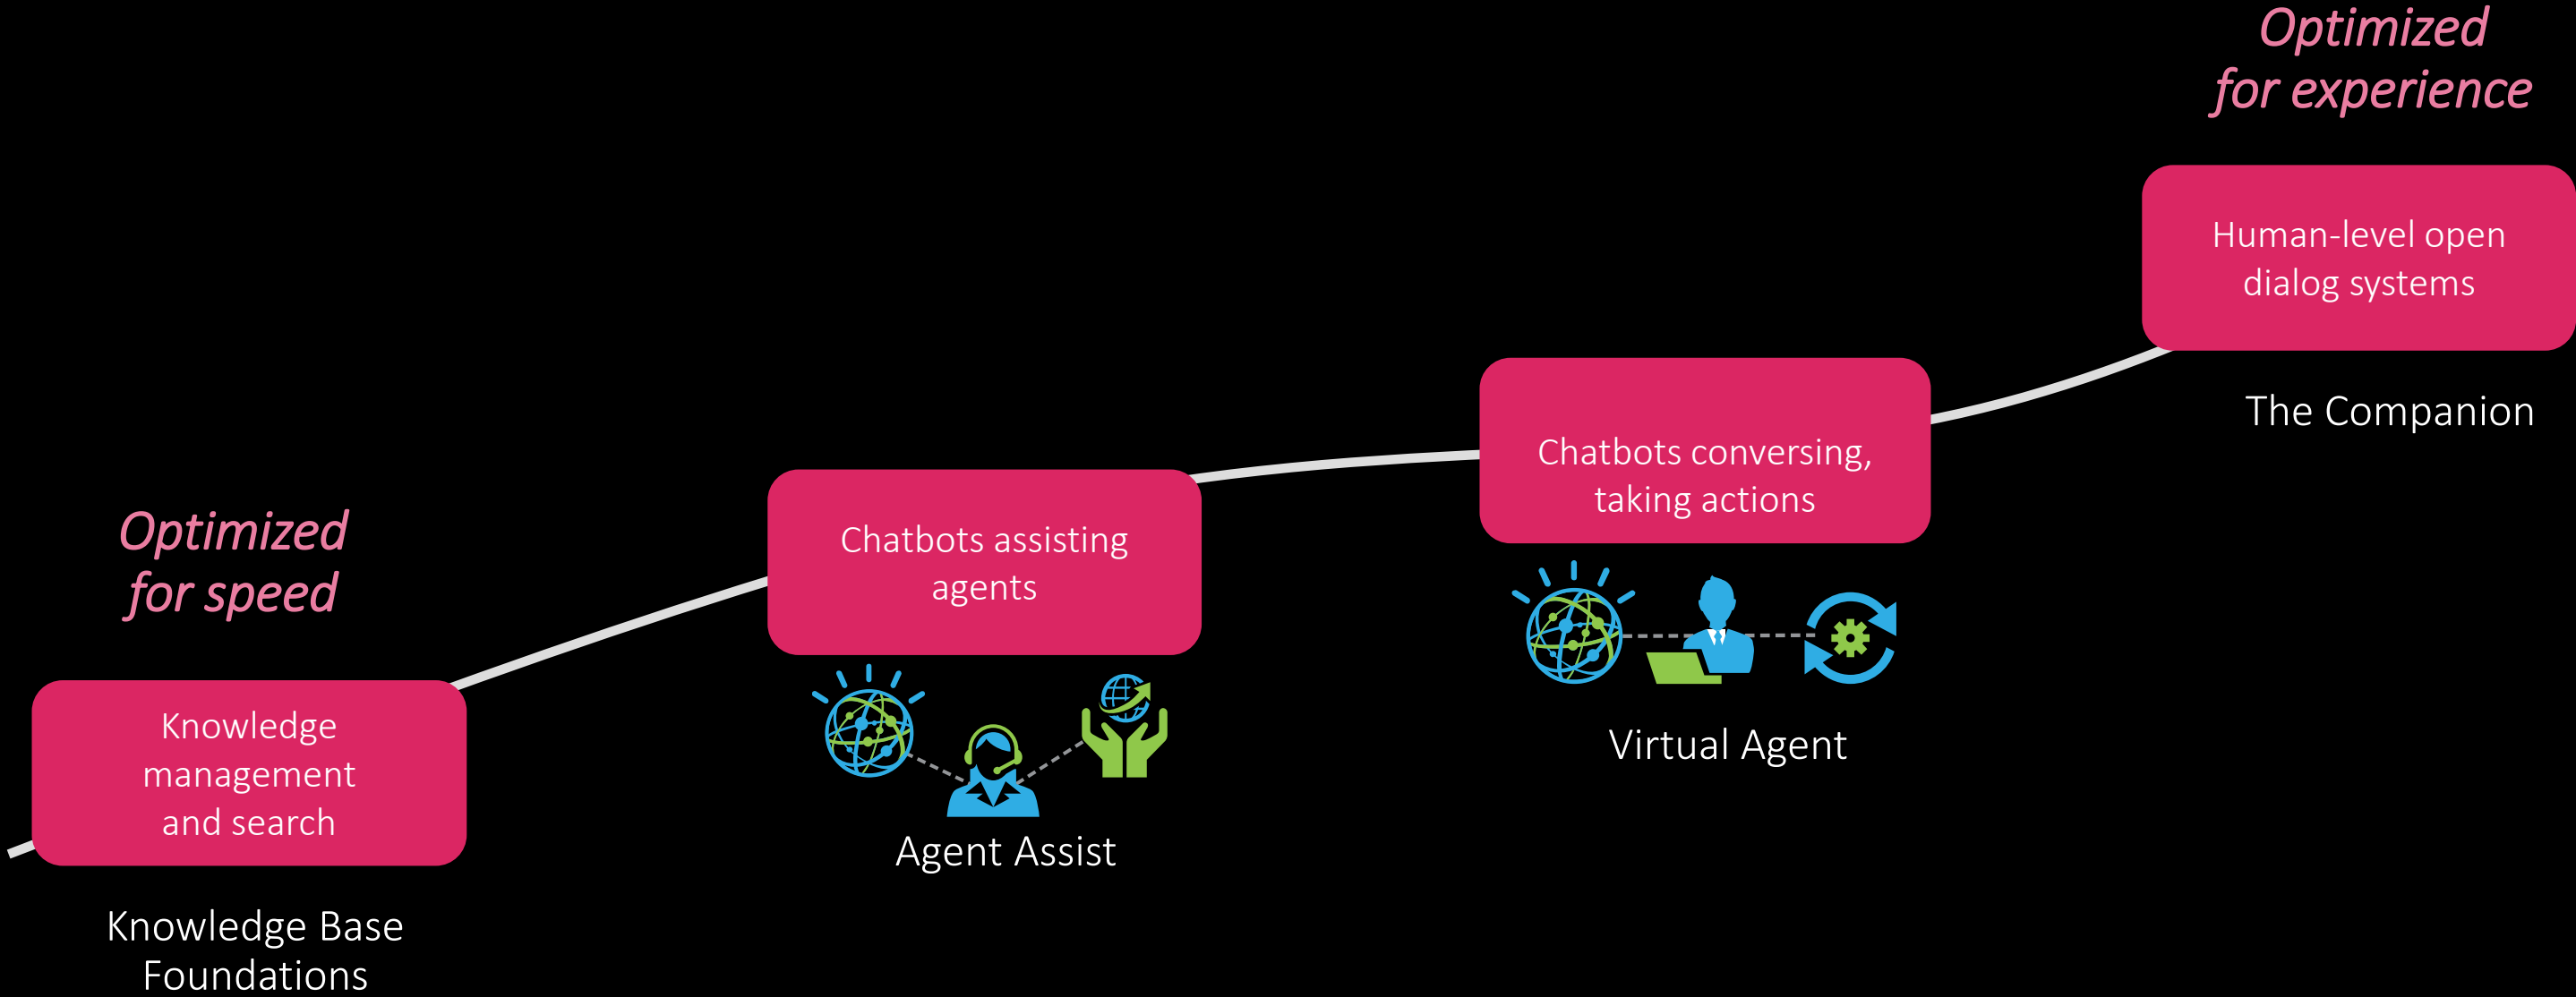 Optimized
for speed
Knowledge
management
and search
Knowledge Base
Foundations
Chatbots assisting
agents
Agent Assist
Chatbots conversing,
taking actions
Virtual Agent
Optimized
for experience
Human-level open
dialog systems
The Companion